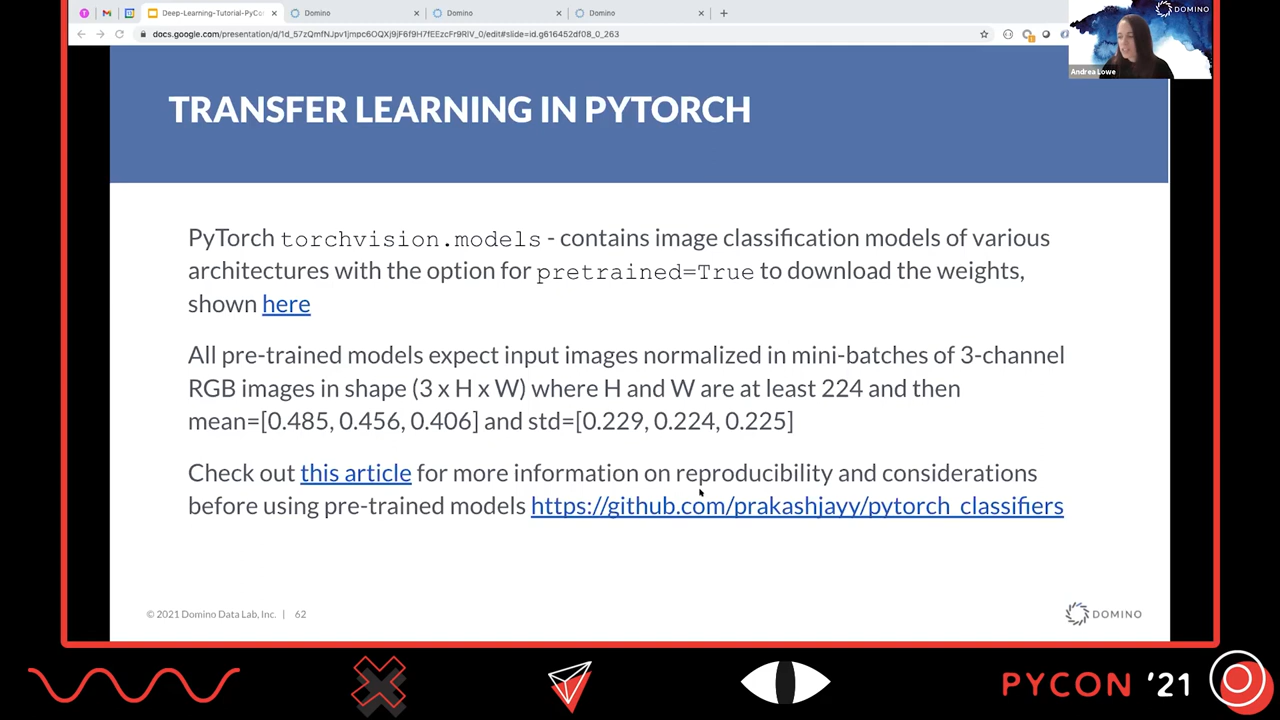 Deep-Learning-Tutorial-PyCo
Domino
Domino
Domino
docs.google.com/presentation/d/1d_57zQmfNJpv1jmpc6OQXj9jF6f9H7fEEzcFr9RlV_0/edit#slide=id.g616452df08_0_263
DOMINO
Andrea Lowe
TRANSFER LEARNING IN PYTORCH
PyTorch torchvision.models - contains image classification models of various
architectures with the option for pretrained=True to download the weights,
shown here
All pre-trained models expect input images normalized in mini-batches of 3-channel
RGB images in shape (3 x H x W) where H and W are at least 224 and then
mean=[0.485, 0.456, 0.406] and std=[0.229, 0.224, 0.225]
Check out this article for more information on reproducibility and considerations
before using pre-trained models https://github.com/prakashjayy/pytorch_classifiers
© 2021 Domino Data Lab, Inc. | 62
DOMINO
PYCON '21